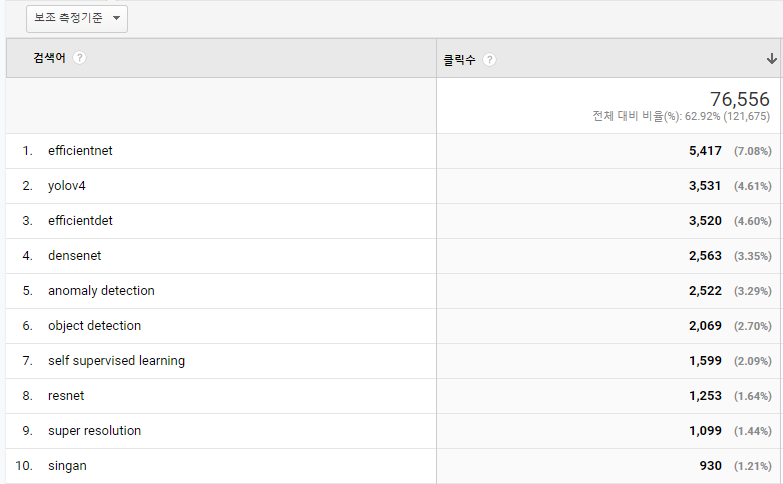 보조 측정기준
검색어 ?
클릭수 ?
76,556
전체 대비 비율(%): 62.92% (121,675)
1. efficientnet 5,417 (7.08%)
2. yolov4 3,531 (4.61%)
3. efficientdet 3,520 (4.60%)
4. densenet 2,563 (3.35%)
5. anomaly detection 2,522 (3.29%)
6. object detection 2,069 (2.70%)
7. self supervised learning 1,599 (2.09%)
8. resnet 1,253 (1.64%)
9. super resolution 1,099 (1.44%)
10. singan 930 (1.21%)